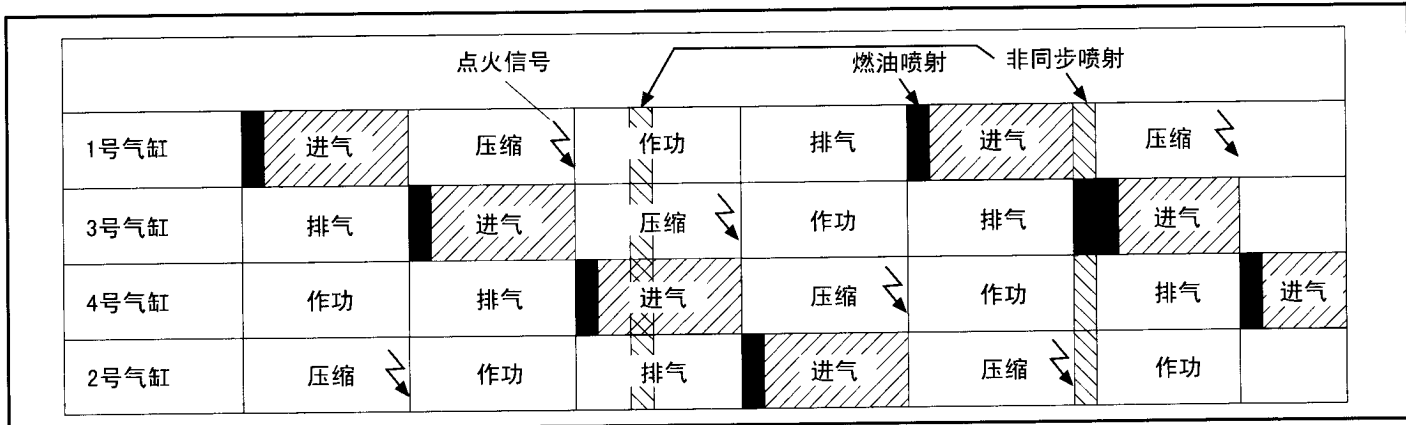 点火信号 燃油喷射 非同步喷射
1号气缸 进气 压缩 作功 排气 进气 压缩
3号气缸 排气 进气 压缩 作功 排气 进气
4号气缸 作功 排气 进气 压缩 作功 排气 进气
2号气缸 压缩 作功 排气 进气 压缩 作功